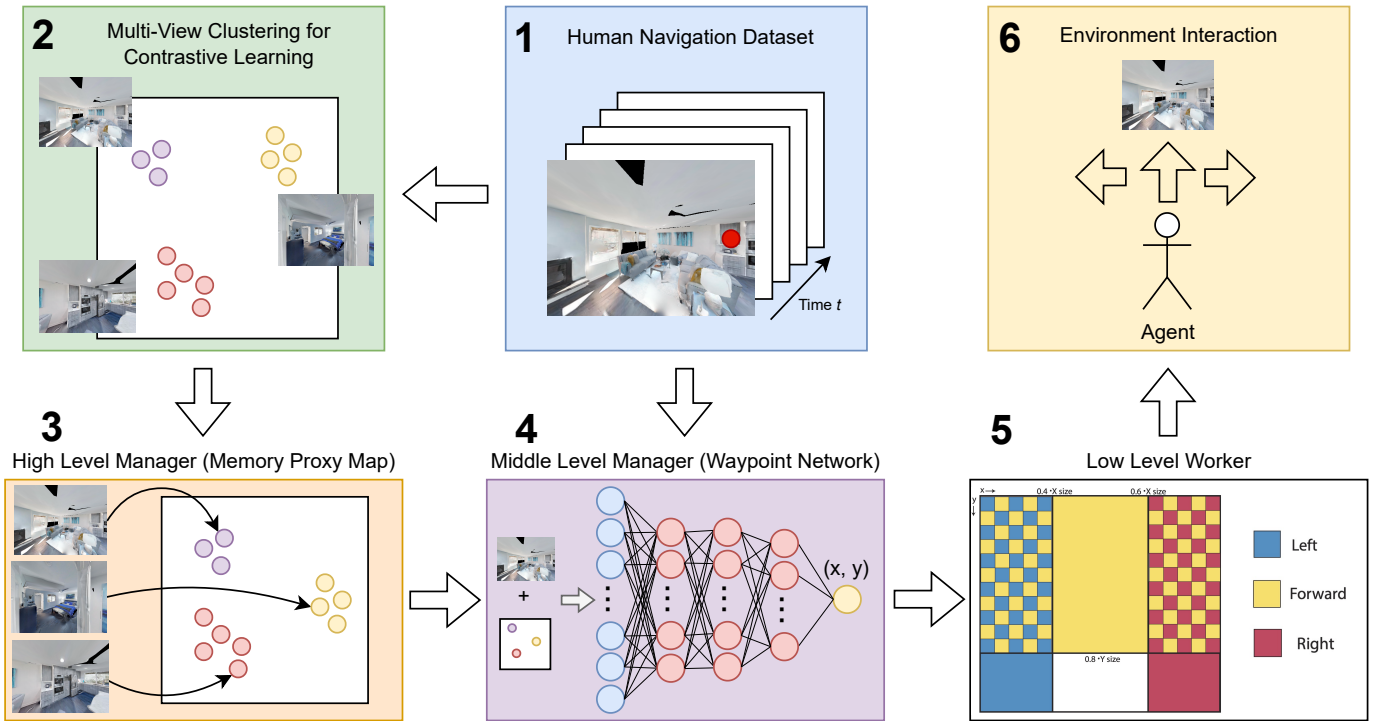 2
Multi-View Clustering for
Contrastive Learning
1
Human Navigation Dataset
Time t
6
Environment Interaction
Agent
3
High Level Manager (Memory Proxy Map)
4
Middle Level Manager (Waypoint Network)
+
(x, y)
5
Low Level Worker
x
0.4 *X size
0.6 *X size
y
0.8 *Y size
Left
Forward
Right